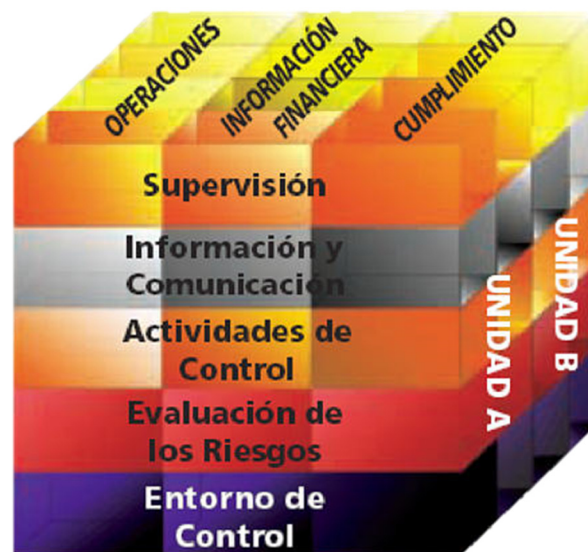 OPERACIONES
INFORMACIÓN
FINANCIERA
CUMPLIMIENTO
Supervisión
Información y
Comunicación
Actividades de
Control
Evaluación de
los Riesgos
Entorno de
Control
UNIDAD A
UNIDAD B